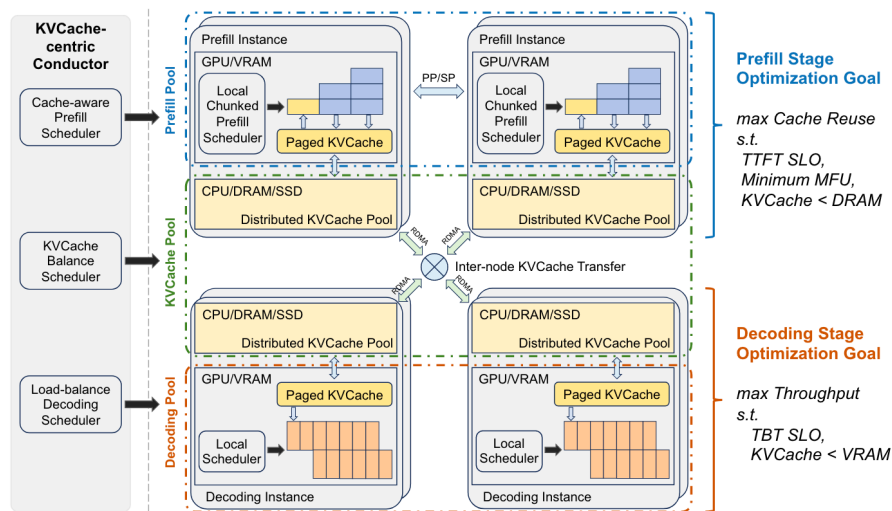 KVCache-
centric
Conductor
Cache-aware
Prefill
Scheduler
KVCache
Balance
Scheduler
Load-balance
Decoding
Scheduler
Prefill Pool
KVCache Pool
Decoding Pool
Prefill Instance
GPU/VRAM
Local
Chunked
Prefill
Scheduler
Paged KVCache
CPU/DRAM/SSD
Distributed KVCache Pool
PP/SP
Prefill Instance
GPU/VRAM
Local
Chunked
Prefill
Scheduler
Paged KVCache
CPU/DRAM/SSD
Distributed KVCache Pool
RDMA
RDMA
Inter-node KVCache Transfer
RDMA
RDMA
CPU/DRAM/SSD
Distributed KVCache Pool
GPU/VRAM
Paged KVCache
Local
Scheduler
Decoding Instance
CPU/DRAM/SSD
Distributed KVCache Pool
GPU/VRAM
Paged KVCache
Local
Scheduler
Decoding Instance
Prefill Stage
Optimization Goal
max Cache Reuse
s.t.
TTFT SLO,
Minimum MFU,
KVCache < DRAM
Decoding Stage
Optimization Goal
max Throughput
s.t.
TBT SLO,
KVCache < VRAM